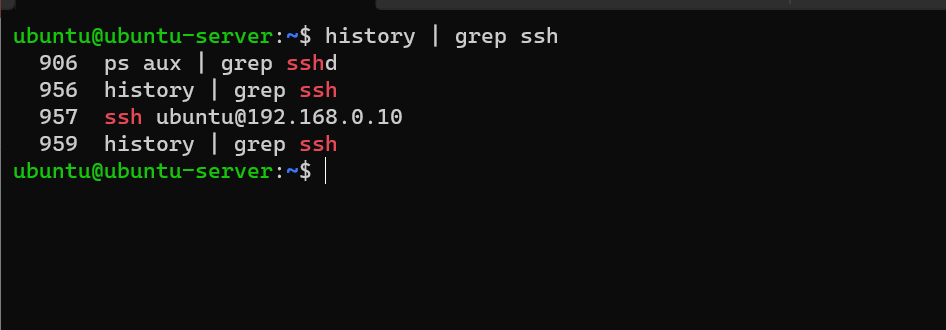 ubuntu@ubuntu-server:~$ history | grep ssh
906 ps aux | grep sshd
956 history | grep ssh
957 ssh ubuntu@192.168.0.10
959 history | grep ssh
ubuntu@ubuntu-server:~$